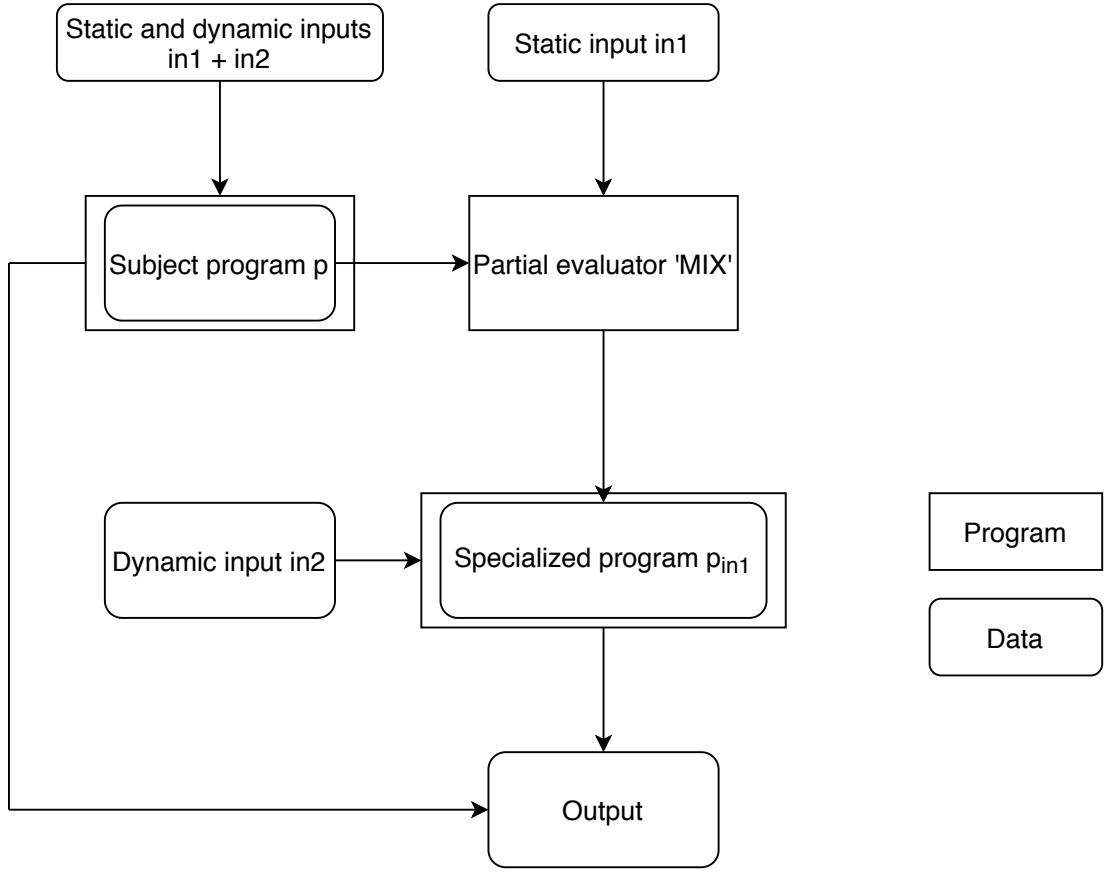 Static and dynamic inputs
in1 + in2
Static input in1
Subject program p
Partial evaluator 'MIX'
Dynamic input in2
Specialized program pin1
Program
Data
Output